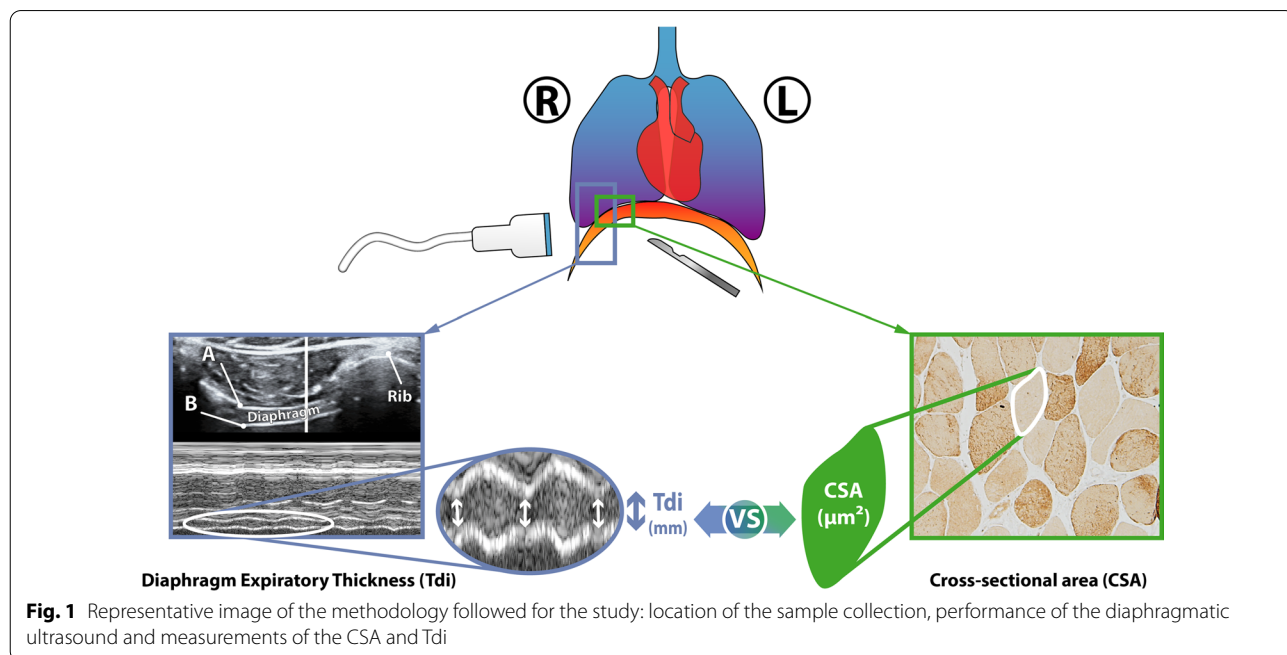 R
L
A
B
Diaphragm
Rib
Tdi
(mm)
VS
CSA
(µm²)
Diaphragm Expiratory Thickness (Tdi)
Cross-sectional area (CSA)
Fig. 1 Representative image of the methodology followed for the study: location of the sample collection, performance of the diaphragmatic
ultrasound and measurements of the CSA and Tdi